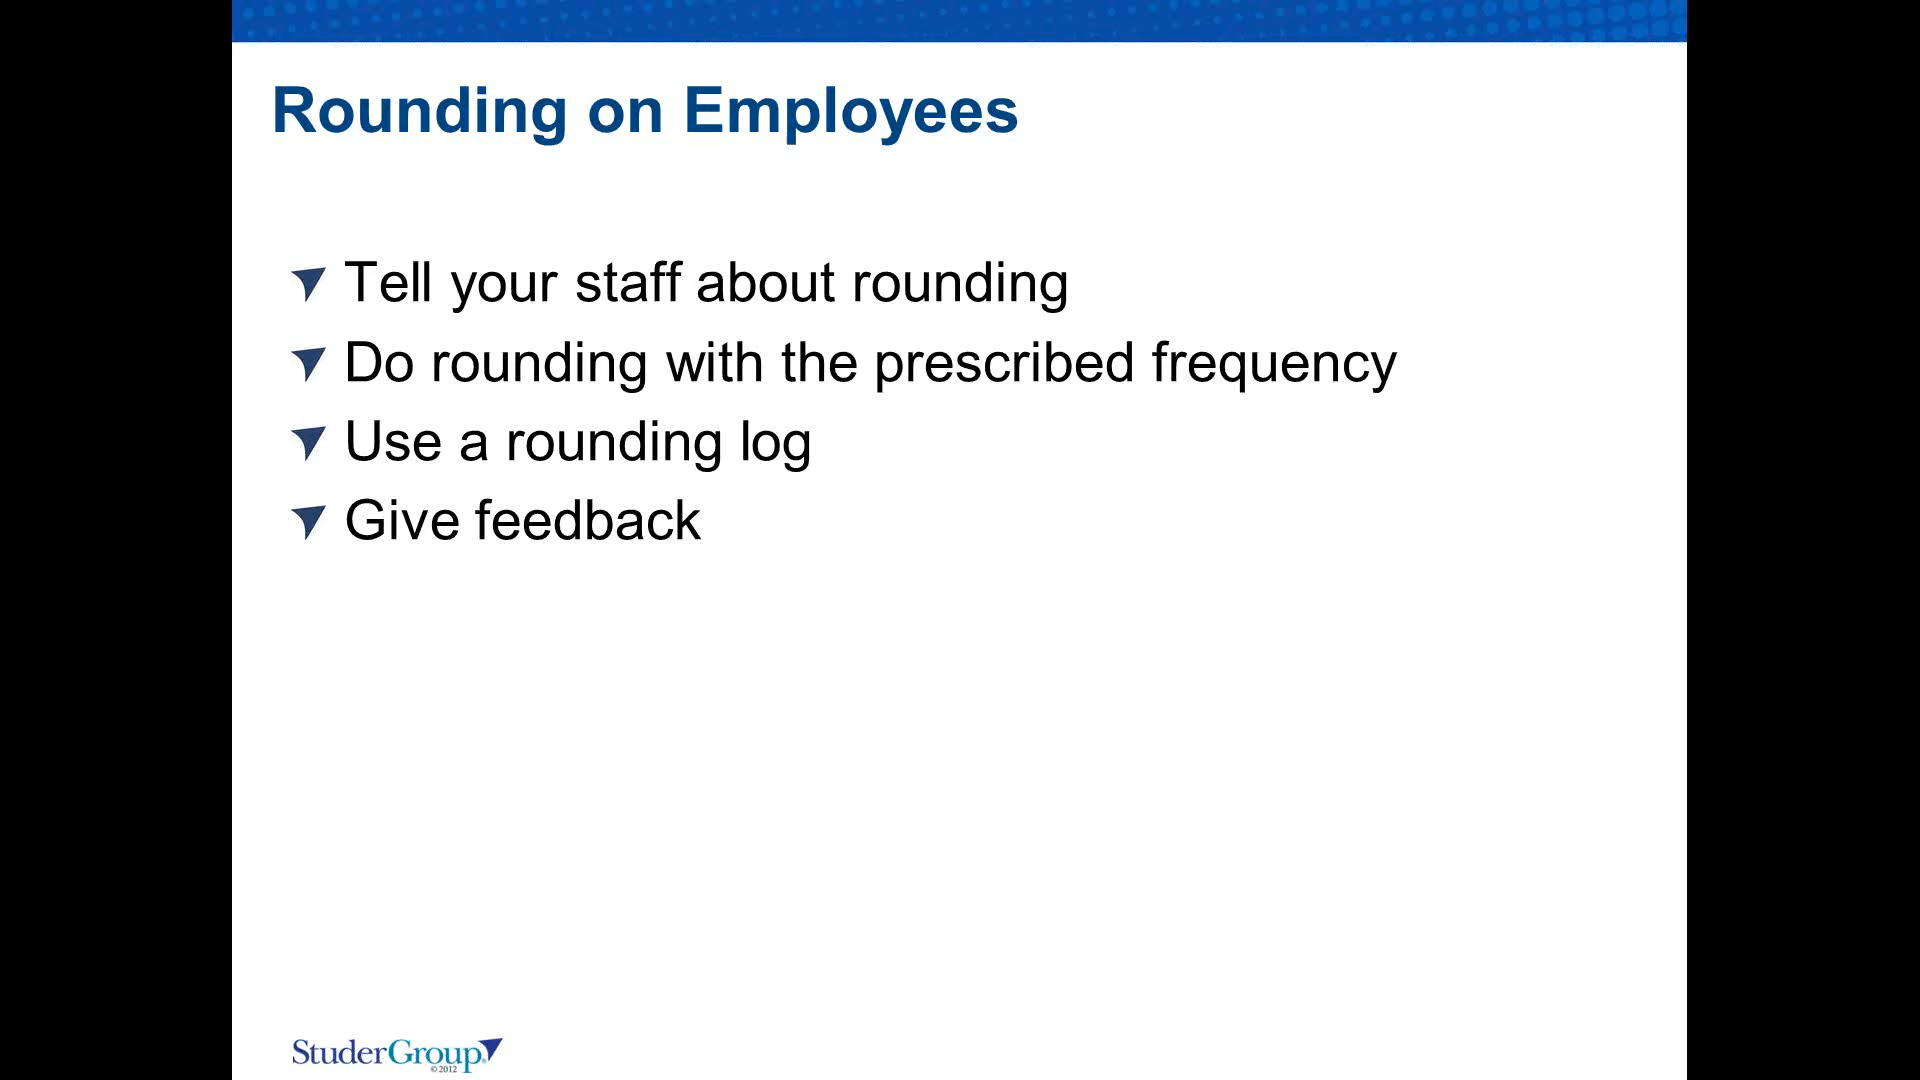 Rounding on Employees
Tell your staff about rounding
Do rounding with the prescribed frequency
Use a rounding log
Give feedback
StuderGroup®
©2012